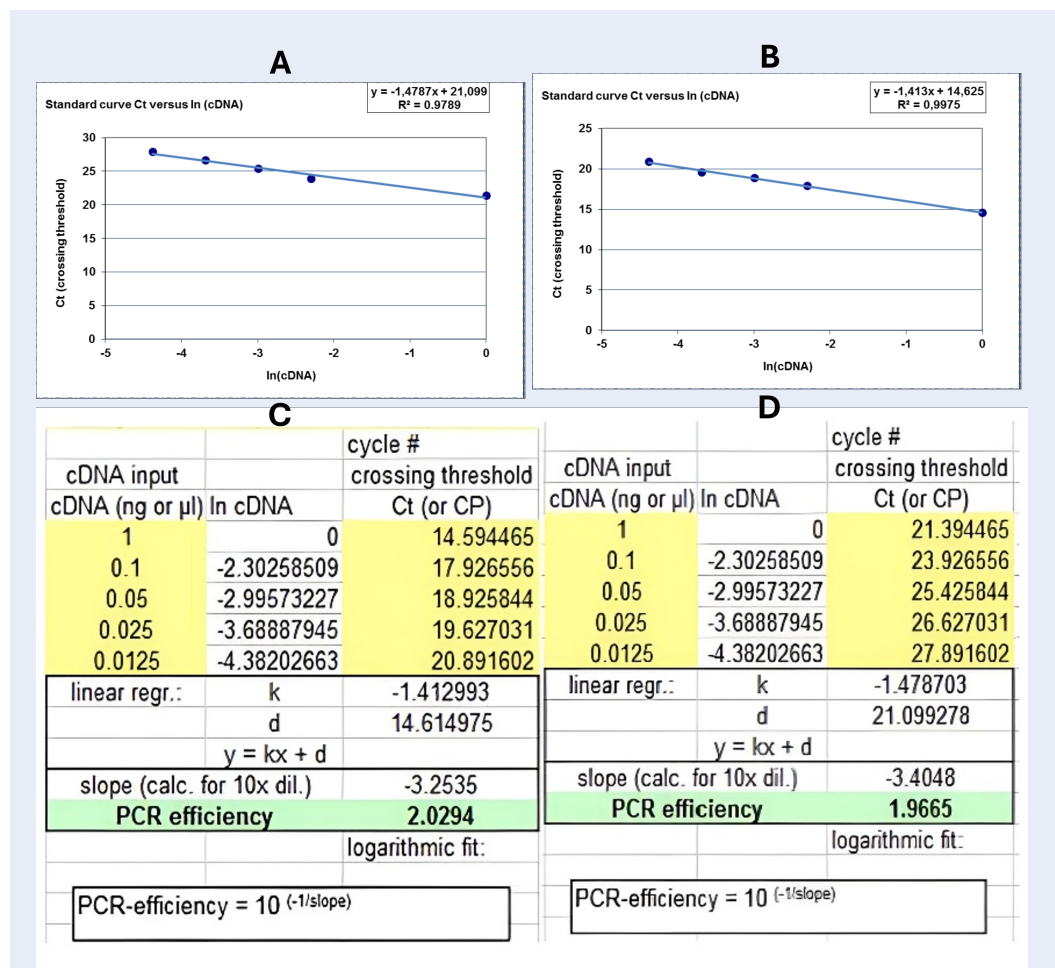 A
Standard curve Ct versus ln (cDNA)
y = -1,4787x + 21,099
R² = 0.9789
Ct (crossing threshold)
30
25
20
15
10
5
0
-5 -4 -3 -2 -1 0
ln(cDNA)
B
Standard curve Ct versus ln (cDNA)
y = -1,413x + 14,625
R² = 0,9975
Ct (crossing threshold)
25
20
15
10
5
0
-5 -4 -3 -2 -1 0
ln(cDNA)
C
cycle #
cDNA input crossing threshold
cDNA (ng or µl) ln cDNA Ct (or CP)
1 0 14.594465
0.1 -2.30258509 17.926556
0.05 -2.99573227 18.925844
0.025 -3.68887945 19.627031
0.0125 -4.38202663 20.891602
linear regr.: k -1.412993
d 14.614975
y = kx + d
slope (calc. for 10x dil.) -3.2535
PCR efficiency 2.0294
logarithmic fit:
PCR-efficiency = 10 (-1/slope)
D
cycle #
cDNA input crossing threshold
cDNA (ng or µl) ln cDNA Ct (or CP)
1 0 21.394465
0.1 -2.30258509 23.926556
0.05 -2.99573227 25.425844
0.025 -3.68887945 26.627031
0.0125 -4.38202663 27.891602
linear regr.: k -1.478703
d 21.099278
y = kx + d
slope (calc. for 10x dil.) -3.4048
PCR efficiency 1.9665
logarithmic fit:
PCR-efficiency = 10 (-1/slope)